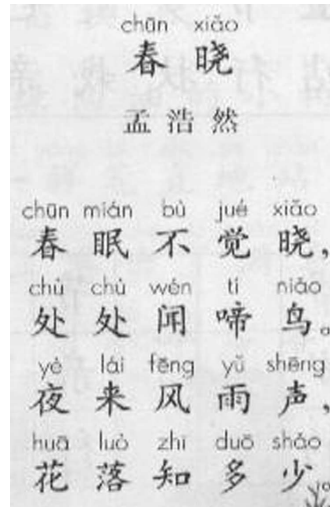 chūn xiǎo
春 晓
孟 浩 然
chūn mián bù jué xiǎo
春 眠 不 觉 晓，
chù chù wén tí niǎo
处 处 闻 啼 鸟。
yè lái fēng yǔ shēng
夜 来 风 雨 声，
huā luò zhī duō shǎo
花 落 知 多 少。